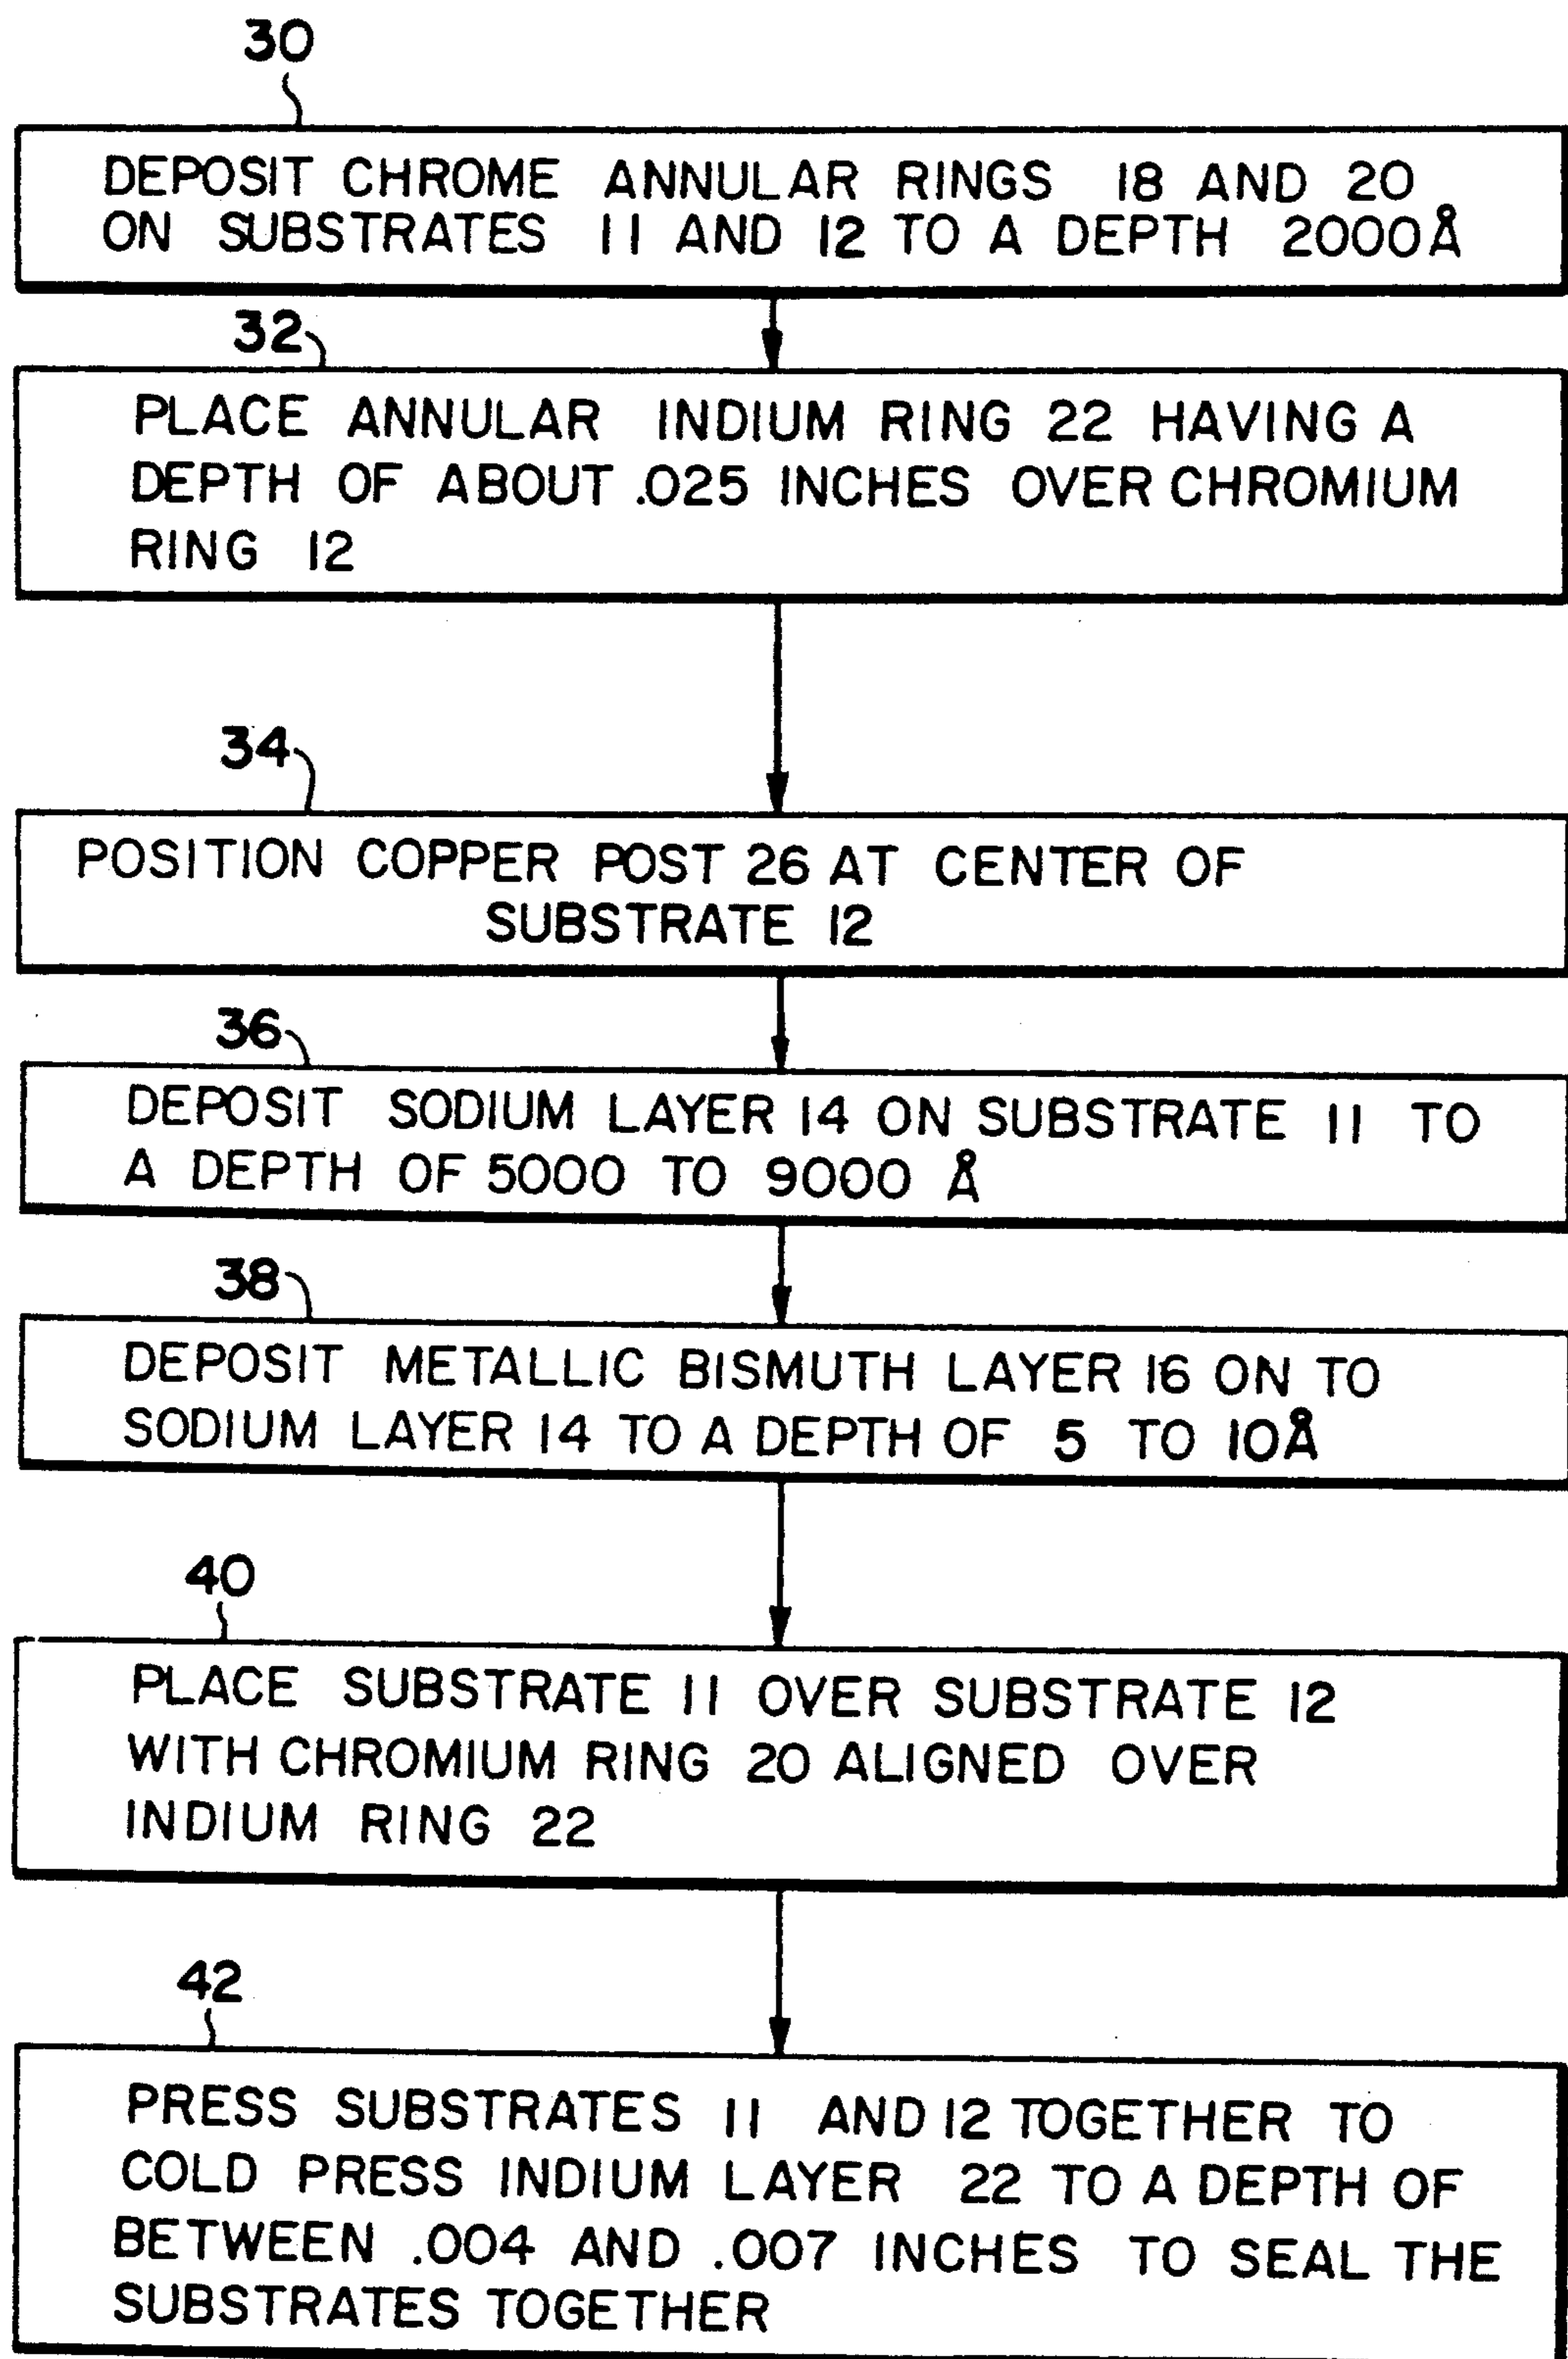 30
DEPOSIT CHROME ANNULAR RINGS 18 AND 20
ON SUBSTRATES 11 AND 12 TO A DEPTH 2000Å
32
PLACE ANNULAR INDIUM RING 22 HAVING A
DEPTH OF ABOUT .025 INCHES OVER CHROMIUM
RING 12
34
POSITION COPPER POST 26 AT CENTER OF
SUBSTRATE 12
36
DEPOSIT SODIUM LAYER 14 ON SUBSTRATE 11 TO
A DEPTH OF 5000 TO 9000 Å
38
DEPOSIT METALLIC BISMUTH LAYER 16 ON TO
SODIUM LAYER 14 TO A DEPTH OF 5 TO 10Å
40
PLACE SUBSTRATE 11 OVER SUBSTRATE 12
WITH CHROMIUM RING 20 ALIGNED OVER
INDIUM RING 22
42
PRESS SUBSTRATES 11 AND 12 TOGETHER TO
COLD PRESS INDIUM LAYER 22 TO A DEPTH OF
BETWEEN .004 AND .007 INCHES TO SEAL THE
SUBSTRATES TOGETHER